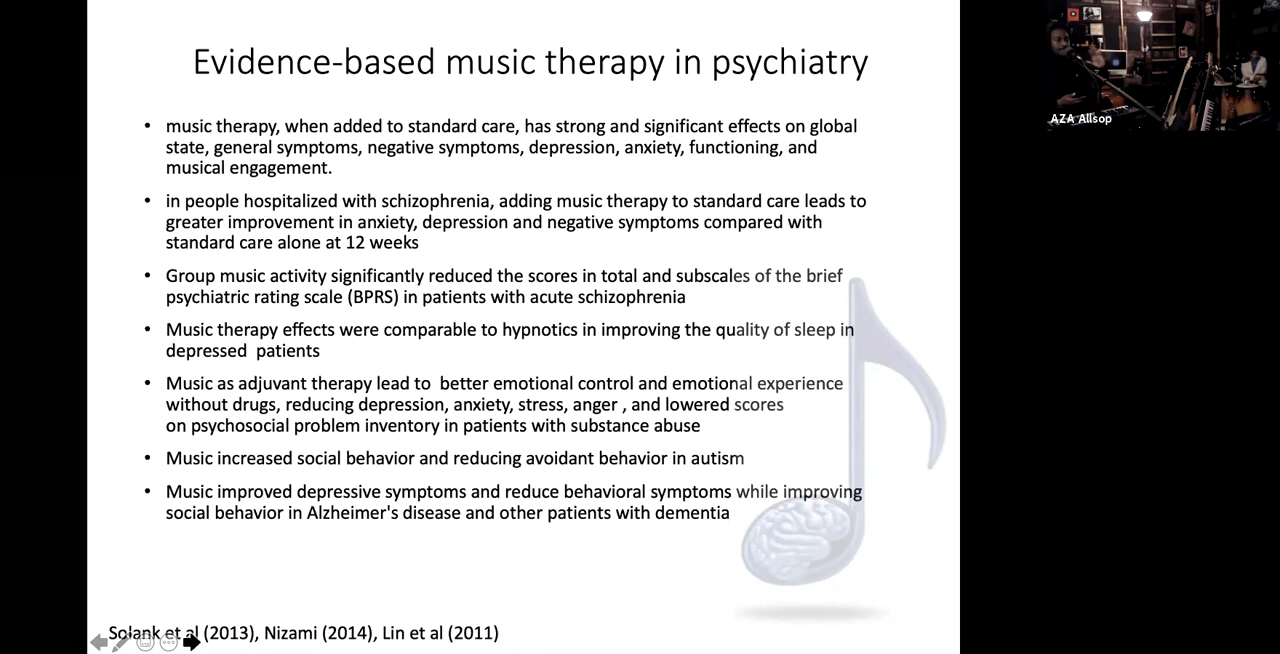 Evidence-based music therapy in psychiatry
• music therapy, when added to standard care, has strong and significant effects on global
state, general symptoms, negative symptoms, depression, anxiety, functioning, and
musical engagement.
• in people hospitalized with schizophrenia, adding music therapy to standard care leads to
greater improvement in anxiety, depression and negative symptoms compared with
standard care alone at 12 weeks
• Group music activity significantly reduced the scores in total and subscales of the brief
psychiatric rating scale (BPRS) in patients with acute schizophrenia
• Music therapy effects were comparable to hypnotics in improving the quality of sleep in
depressed  patients
• Music as adjuvant therapy lead to  better emotional control and emotional experience
without drugs, reducing depression, anxiety, stress, anger , and lowered scores
on psychosocial problem inventory in patients with substance abuse
• Music increased social behavior and reducing avoidant behavior in autism
• Music improved depressive symptoms and reduce behavioral symptoms while improving
social behavior in Alzheimer's disease and other patients with dementia
Solank et al (2013), Nizami (2014), Lin et al (2011)
AZA Allsop